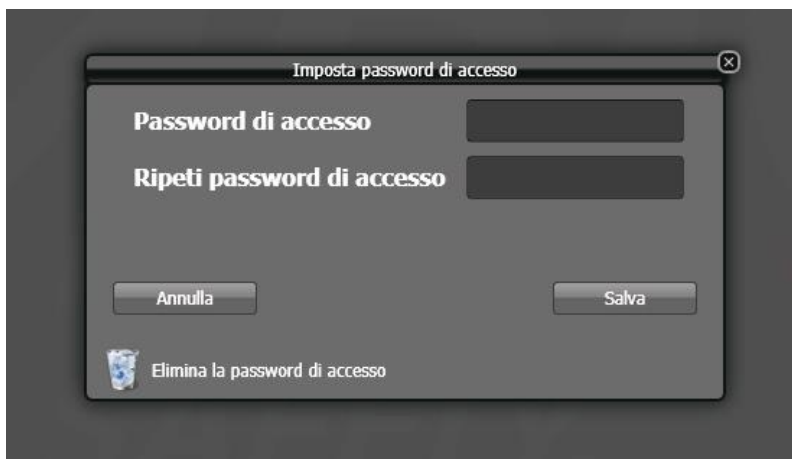 Imposta password di accesso
Password di accesso
Ripeti password di accesso
Annulla
Salva
Elimina la password di accesso